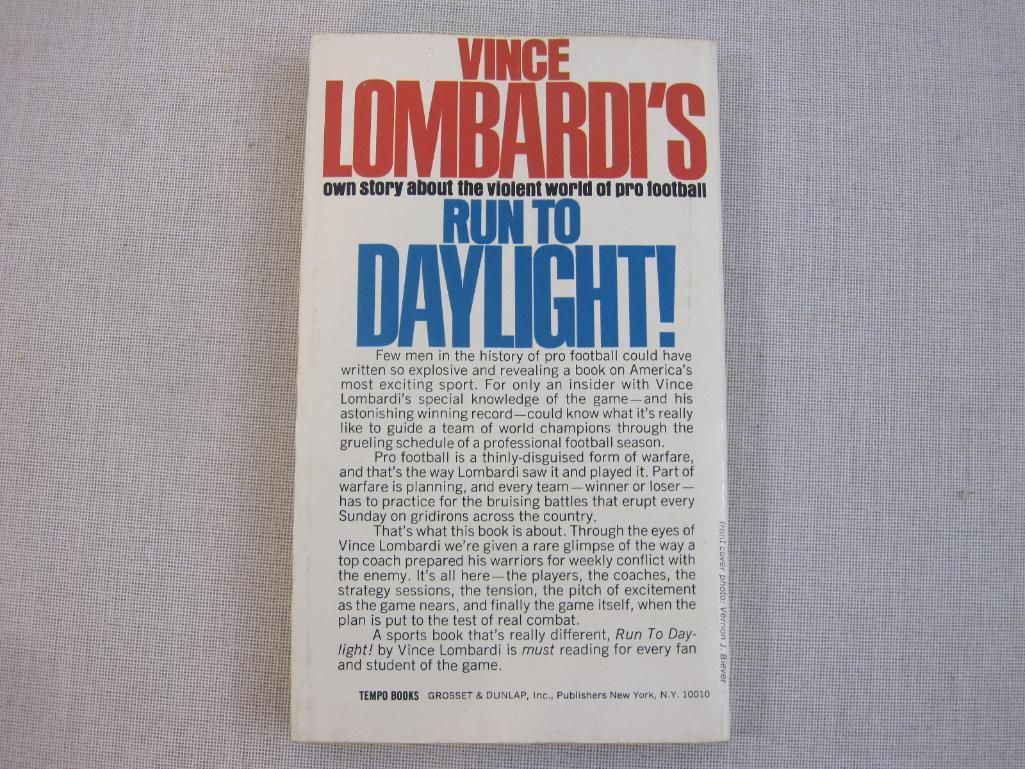 VINCE
LOMBARDI'S
own story about the violent world of pro football
RUN TO
DAYLIGHT!
Few men in the history of pro football could have
written so explosive and revealing a book on America's
most exciting sport. For only an insider with Vince
Lombardi's special knowledge of the game—and his
astonishing winning record—could know what it's really
like to guide a team of world champions through the
grueling schedule of a professional football season.
Pro football is a thinly-disguised form of warfare,
and that's the way Lombardi saw it and played it. Part of
warfare is planning, and every team—winner or loser—
has to practice for the bruising battles that erupt every
Sunday on gridirons across the country.
That's what this book is about. Through the eyes of
Vince Lombardi we're given a rare glimpse of the way a
top coach prepared his warriors for weekly conflict with
the enemy. It's all here—the players, the coaches, the
strategy sessions, the tension, the pitch of excitement
as the game nears, and finally the game itself, when the
plan is put to the test of real combat.
A sports book that's really different, Run To Day-
light! by Vince Lombardi is must reading for every fan
and student of the game.
TEMPO BOOKS GROSSET & DUNLAP, Inc., Publishers New York, N.Y. 10010
front cover photo: Vernon J. Biever